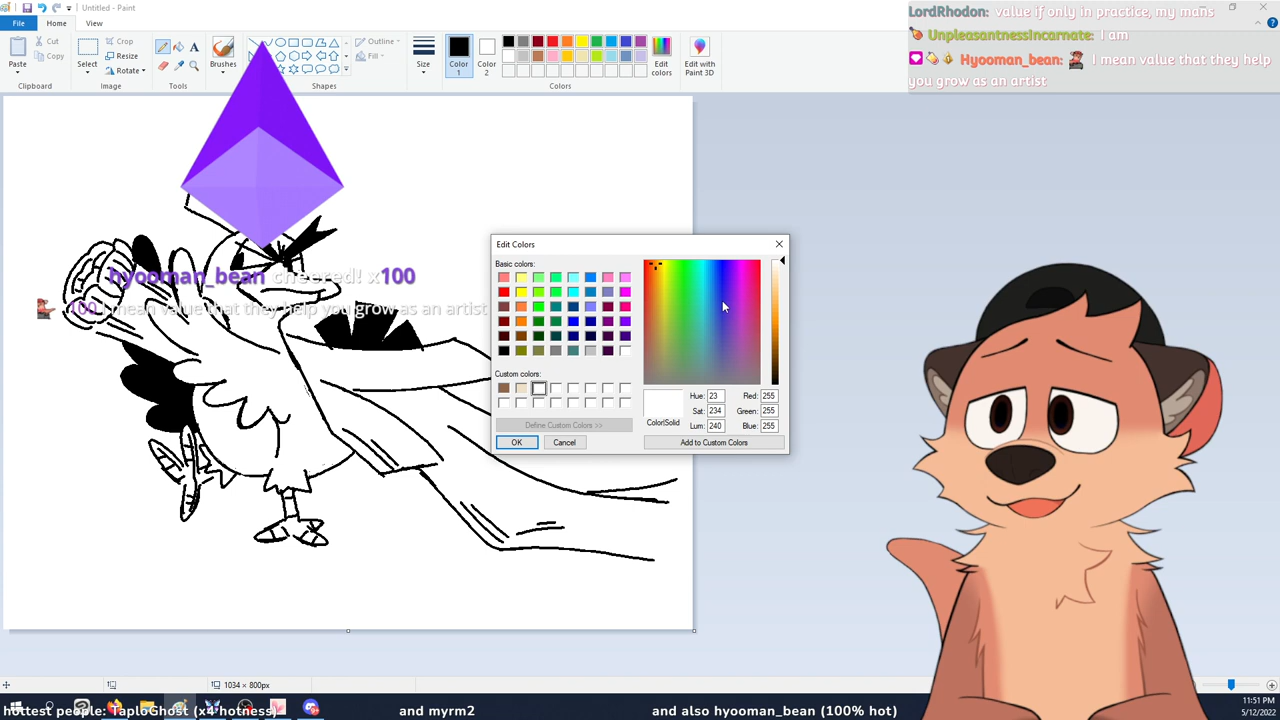 Untitled - Paint
File Home View
Paste
Cut
Copy
Clipboard
Select
Crop
Resize
Rotate
Image
Tools
Brushes
Shapes
Outline
Fill
Size
Color 1
Color 2
Edit colors
Colors
Edit with Paint 3D
LordRhodon: value if only in practice, my mans
UnpleasantnessIncarnate: I am
Hyooman_bean: I mean value that they help
you grow as an artist
hyooman_bean cheered! x100
100 I mean value that they help you grow as an artist
Edit Colors
Basic colors:
Custom colors:
Define Custom Colors >>
OK Cancel
Color|Solid
Hue: 23 Red: 255
Sat: 234 Green: 255
Lum: 240 Blue: 255
Add to Custom Colors
1034 × 800px
11:51 PM
5/12/2022
hottest people: TaploGhost (x4 hotness) and myrm2 and also hyooman_bean (100% hot)